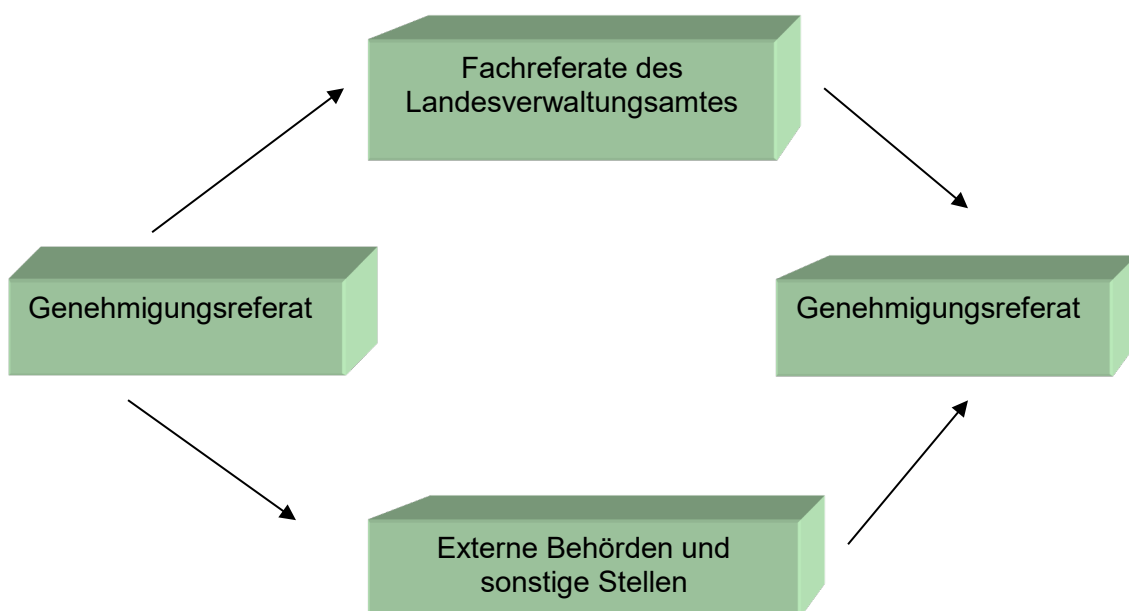 Fachreferate des
Landesverwaltungsamtes
Genehmigungsreferat
Genehmigungsreferat
Externe Behörden und
sonstige Stellen